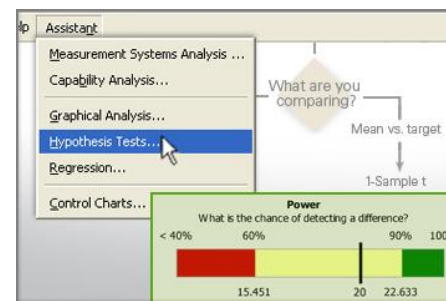 lp Assistant
Measurement Systems Analysis ...
Capability Analysis...
Graphical Analysis...
Hypothesis Tests...
Regression...
Control Charts...
What are you
comparing?
Mean vs. target
1-Sample t
Power
What is the chance of detecting a difference?
< 40% 60% 90% 100
15.451 20 22.633